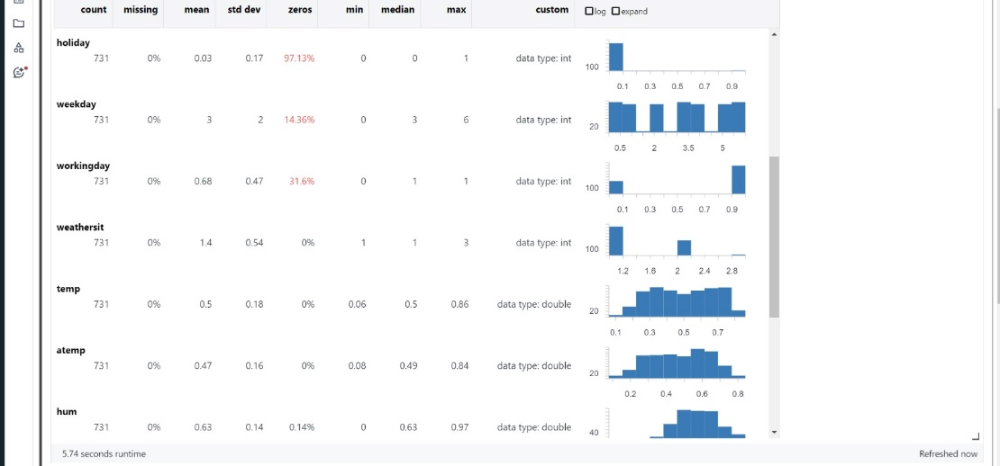 count missing mean std dev zeros min median max custom log expand
holiday
731 0% 0.03 0.17 97.13% 0 0 1 data type: int
100
0.1 0.3 0.5 0.7 0.9
weekday
731 0% 3 2 14.36% 0 3 6 data type: int
20
0.5 2 3.5 5
workingday
731 0% 0.68 0.47 31.6% 0 1 1 data type: int
100
0.1 0.3 0.5 0.7 0.9
weathersit
731 0% 1.4 0.54 0% 1 1 3 data type: int
100
1.2 1.6 2 2.4 2.8
temp
731 0% 0.5 0.18 0% 0.06 0.5 0.86 data type: double
20
0.1 0.3 0.5 0.7
atemp
731 0% 0.47 0.16 0% 0.08 0.49 0.84 data type: double
20
0.2 0.4 0.6 0.8
hum
731 0% 0.63 0.14 0.14% 0 0.63 0.97 data type: double
40
5.74 seconds runtime Refreshed now